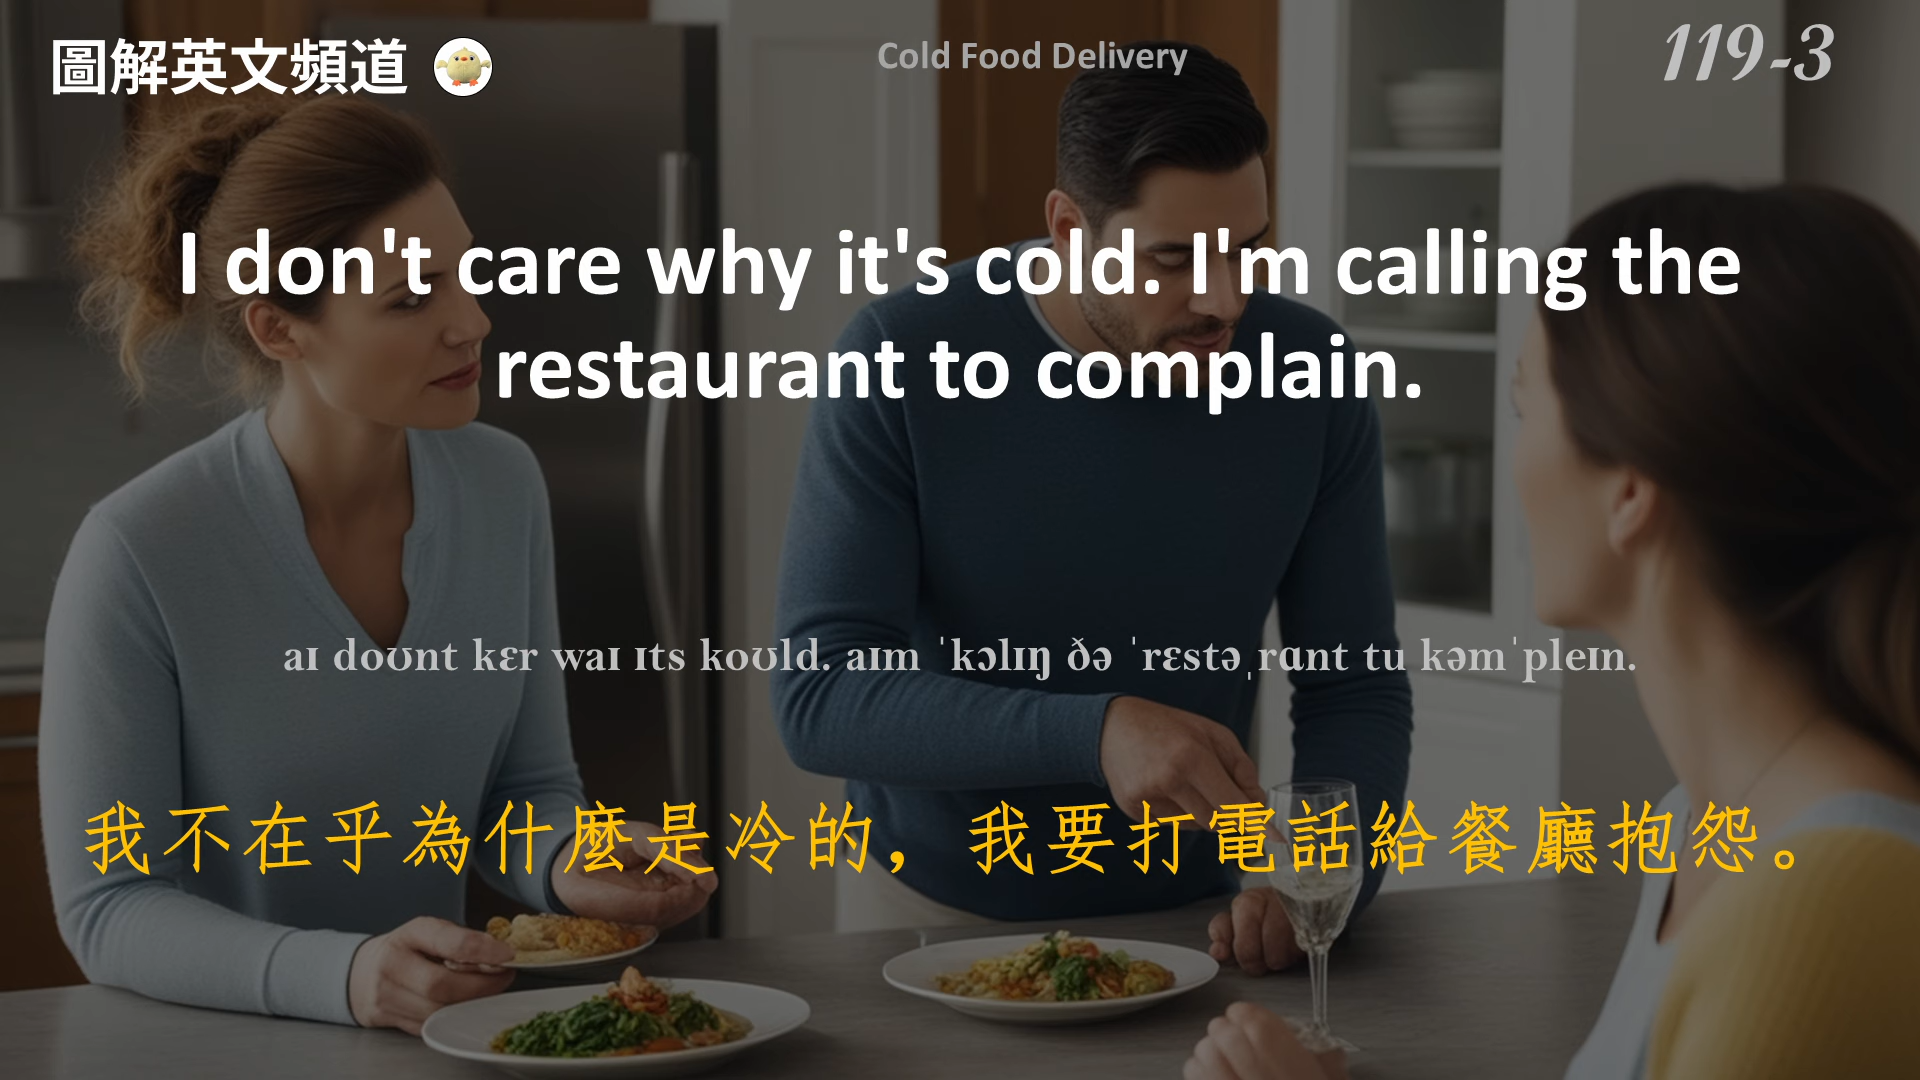 圖解英文頻道
Cold Food Delivery
119-3
I don't care why it's cold. I'm calling the
restaurant to complain.
aɪ doʊnt kɛr waɪ ɪts koʊld. aɪm ˈkɔlɪŋ ðə ˈrɛstəˌrɑnt tu kəmˈpleɪn.
我不在乎為什麼是冷的，我要打電話給餐廳抱怨。